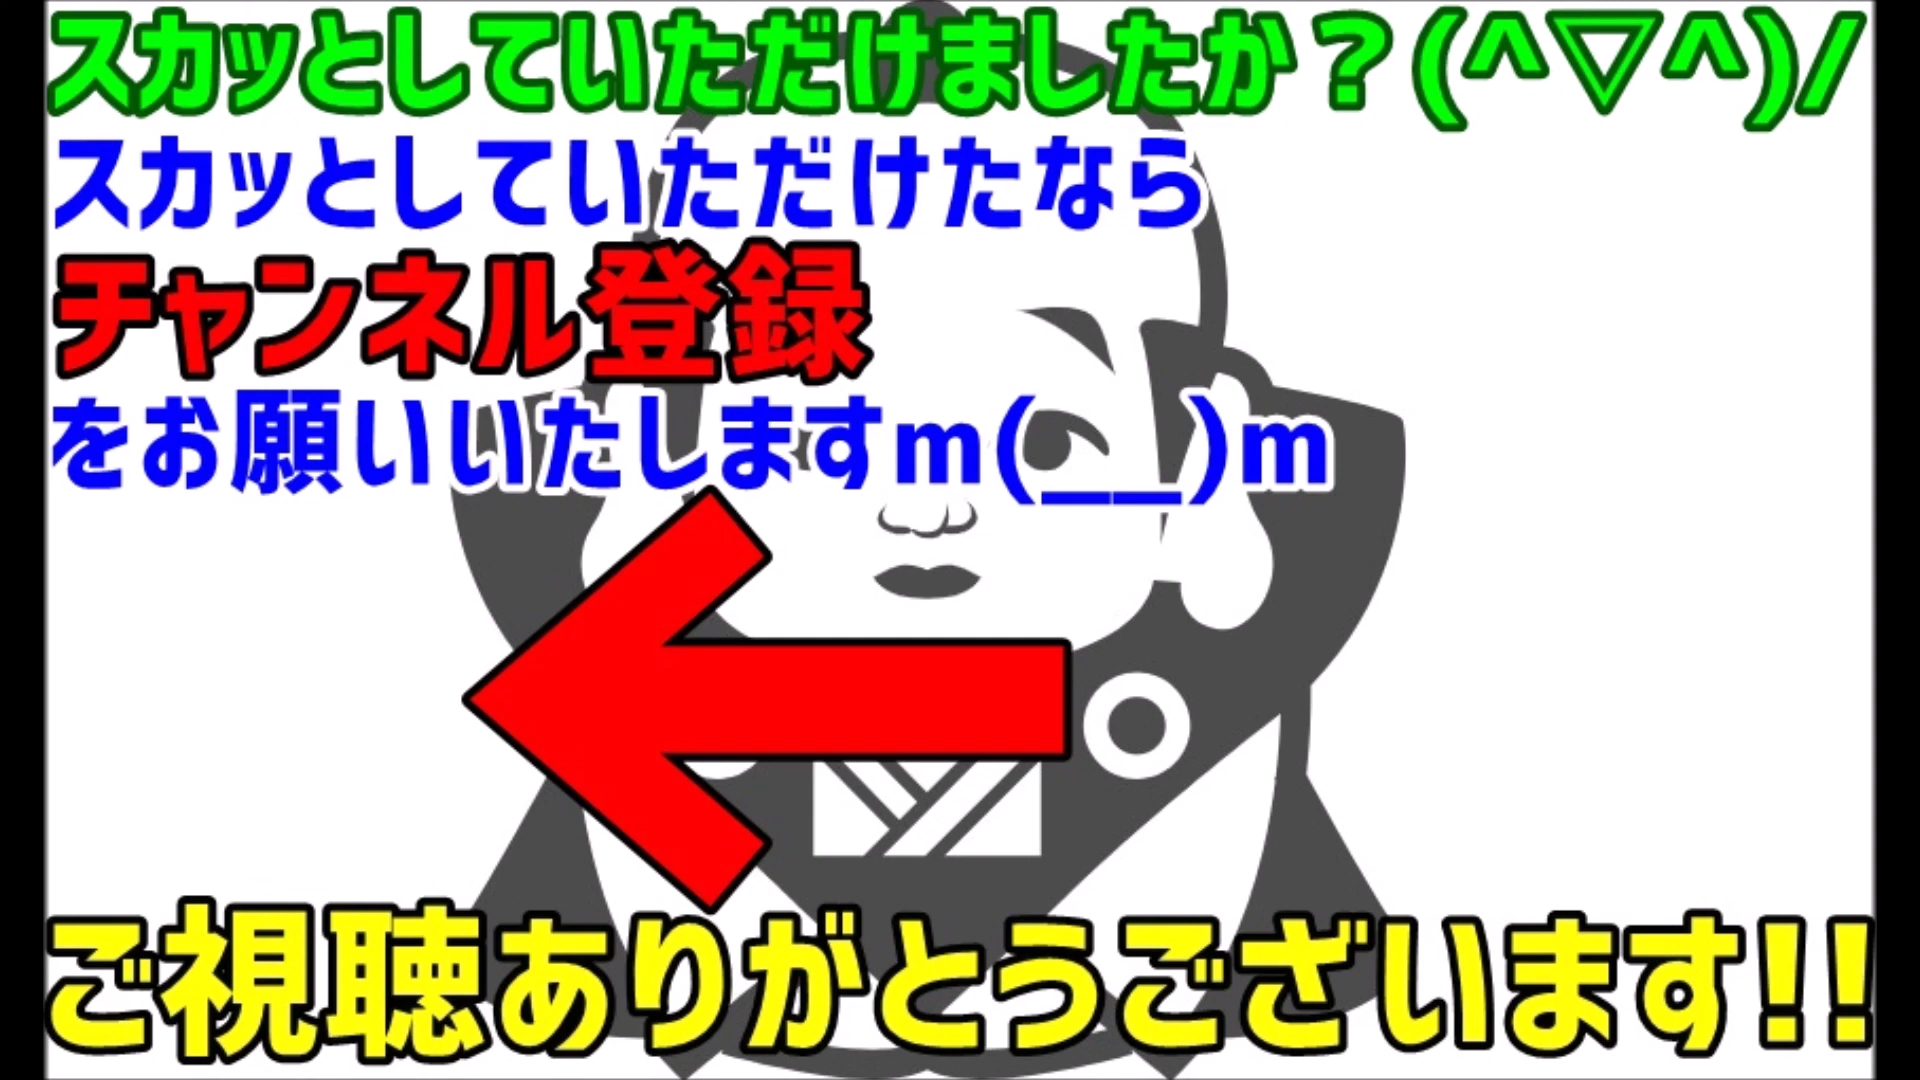 スカッとしていただけましたか？(^▽^)/
スカッとしていただけたなら
チャンネル登録
をお願いいたしますm(__)m
ご視聴ありがとうございます!!